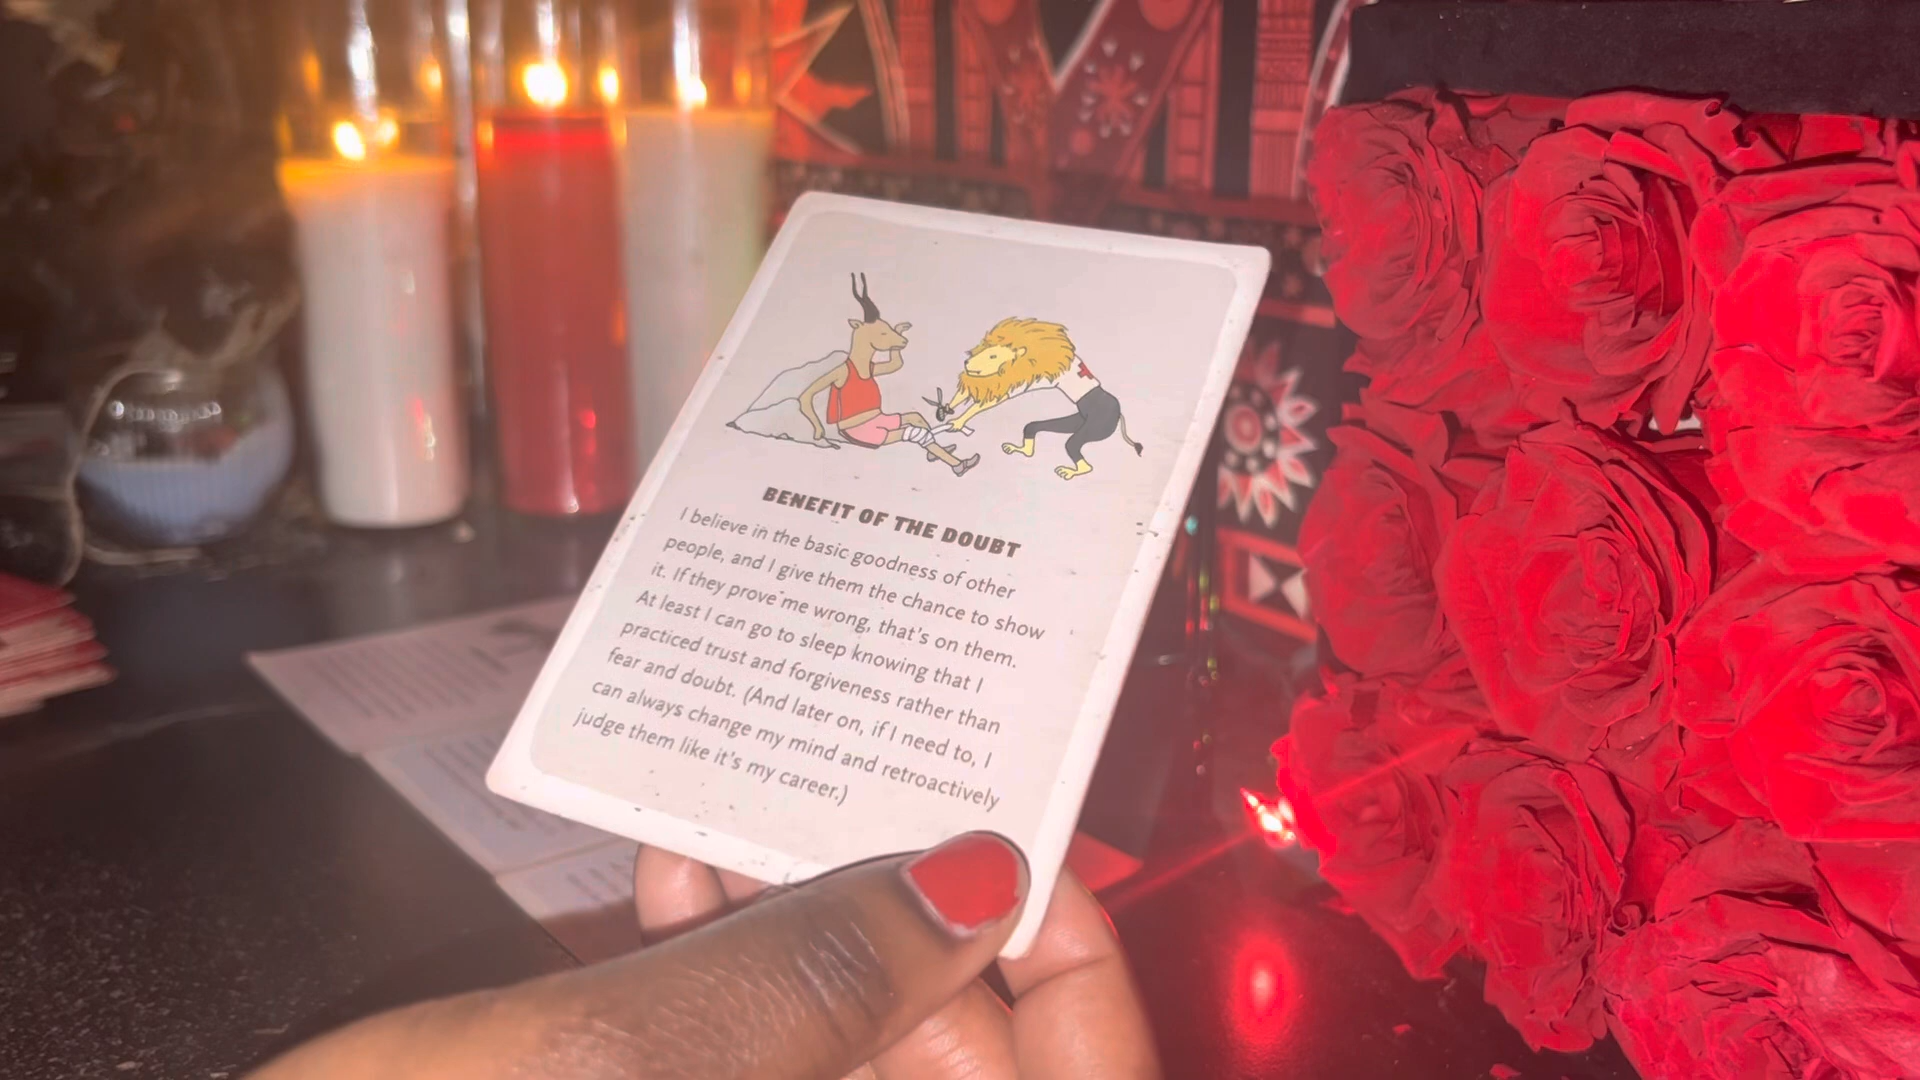 BENEFIT OF THE DOUBT
I believe in the basic goodness of other
people, and I give them the chance to show
it. If they prove me wrong, that's on them.
At least I can go to sleep knowing that I
practiced trust and forgiveness rather than
fear and doubt. (And later on, if I need to, I
can always change my mind and retroactively
judge them like it's my career.)